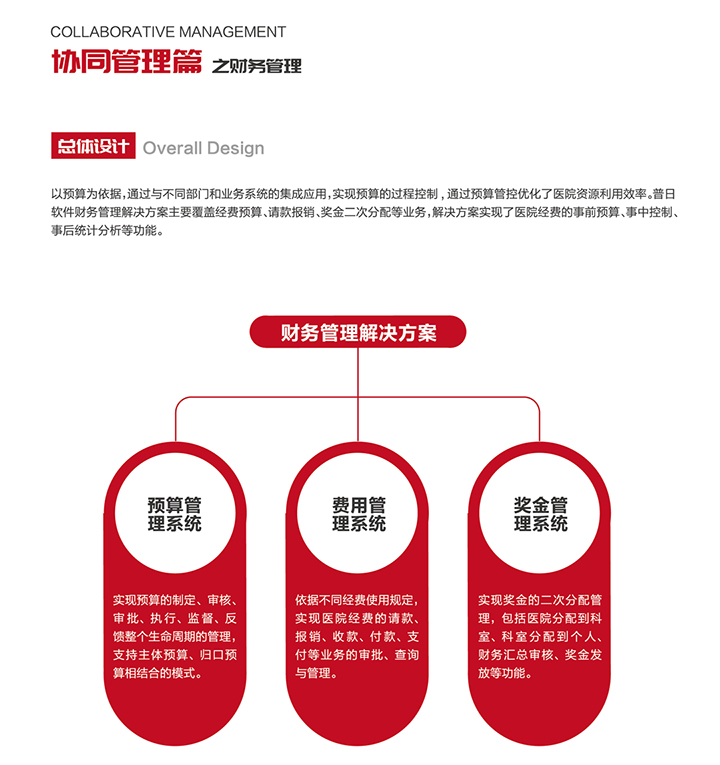 COLLABORATIVE MANAGEMENT
协同管理篇 之财务管理
总体设计 Overall Design
以预算为依据,通过与不同部门和业务系统的集成应用,实现预算的过程控制,通过预算管控优化了医院资源利用效率。普日
软件财务管理解决方案主要覆盖经费预算、请款报销、奖金二次分配等业务,解决方案实现了医院经费的事前预算、事中控制、
事后统计分析等功能。
财务管理解决方案
预算管
理系统
实现预算的制定、审核、
审批、执行、监督、反
馈整个生命周期的管理,
支持主体预算、归口预
算相结合的模式。
费用管
理系统
依据不同经费使用规定,
实现医院经费的请款、
报销、收款、付款、支
付等业务的审批、查询
与管理。
奖金管
理系统
实现奖金的二次分配管
理,包括医院分配到科
室、科室分配到个人、
财务汇总审核、奖金发
放等功能。